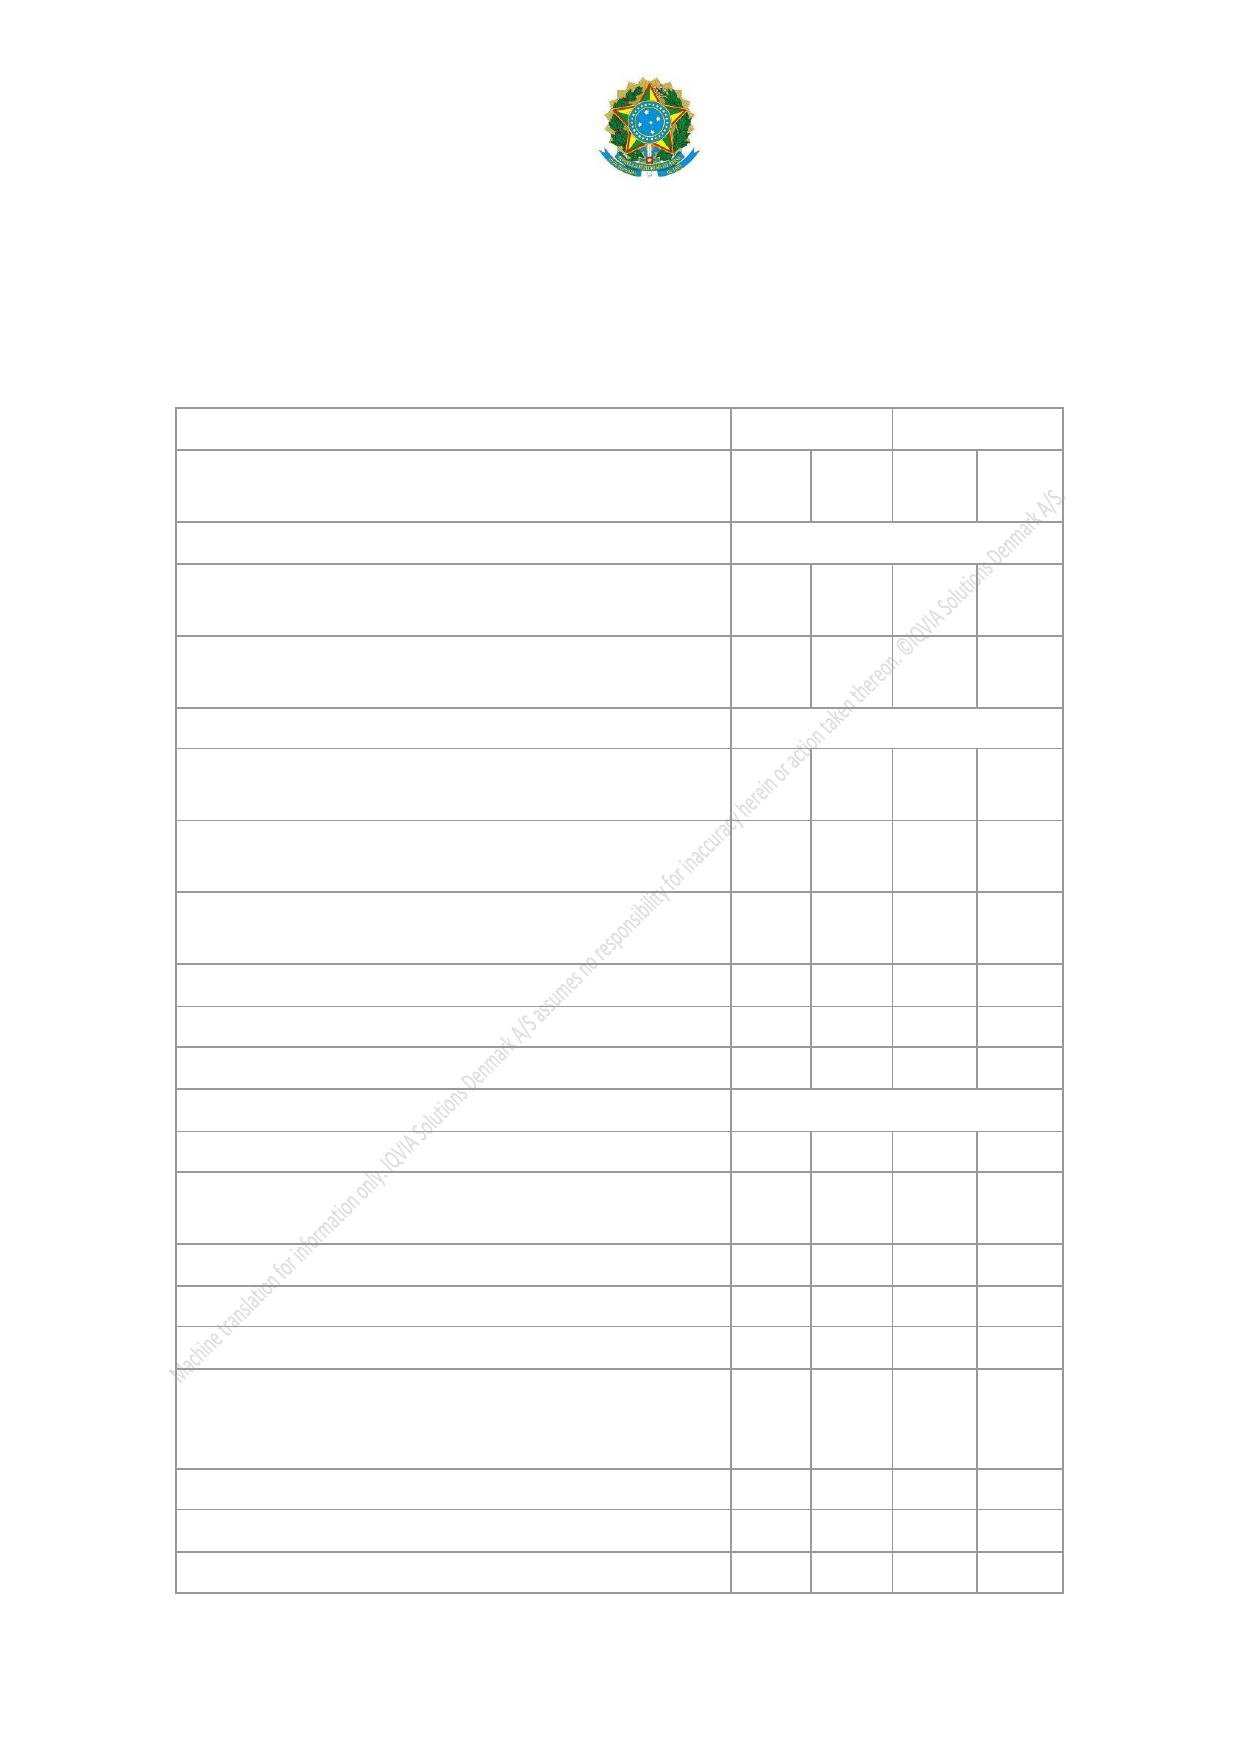 Machine translation for information only. IQVIA Solutions Denmark A/S assumes no responsibility for inaccuracy herein or action taken thereon. ©IQVIA Solutions Denmark A/S.